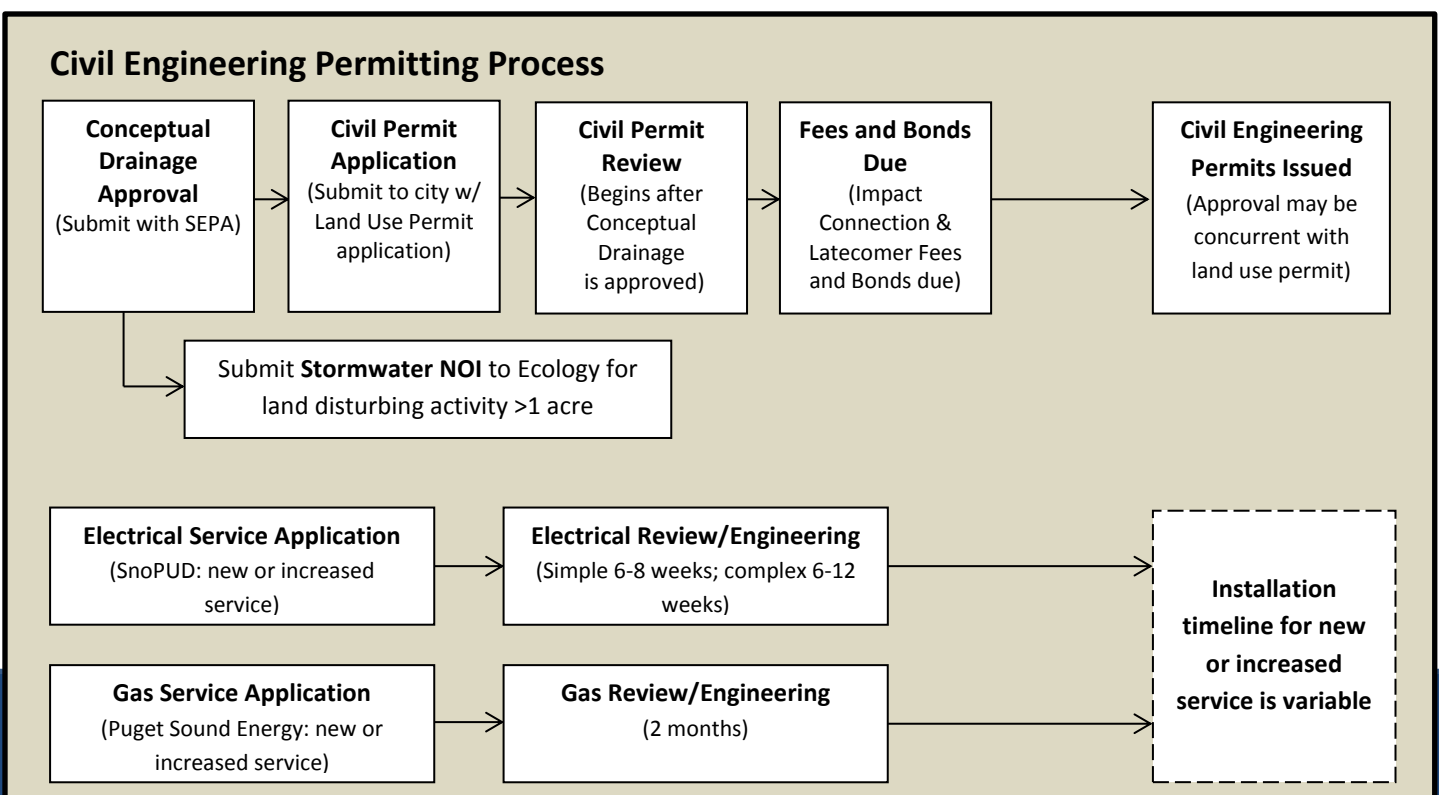 Civil Engineering Permitting Process
Conceptual
Drainage
Approval
(Submit with SEPA)
Civil Permit
Application
(Submit to city w/
Land Use Permit
application)
Civil Permit
Review
(Begins after
Conceptual
Drainage
is approved)
Fees and Bonds
Due
(Impact
Connection &
Latecomer Fees
and Bonds due)
Civil Engineering
Permits Issued
(Approval may be
concurrent with
land use permit)
Submit Stormwater NOI to Ecology for
land disturbing activity >1 acre
Electrical Service Application
(SnoPUD: new or increased
service)
Electrical Review/Engineering
(Simple 6-8 weeks; complex 6-12
weeks)
Installation
timeline for new
or increased
service is variable
Gas Service Application
(Puget Sound Energy: new or
increased service)
Gas Review/Engineering
(2 months)